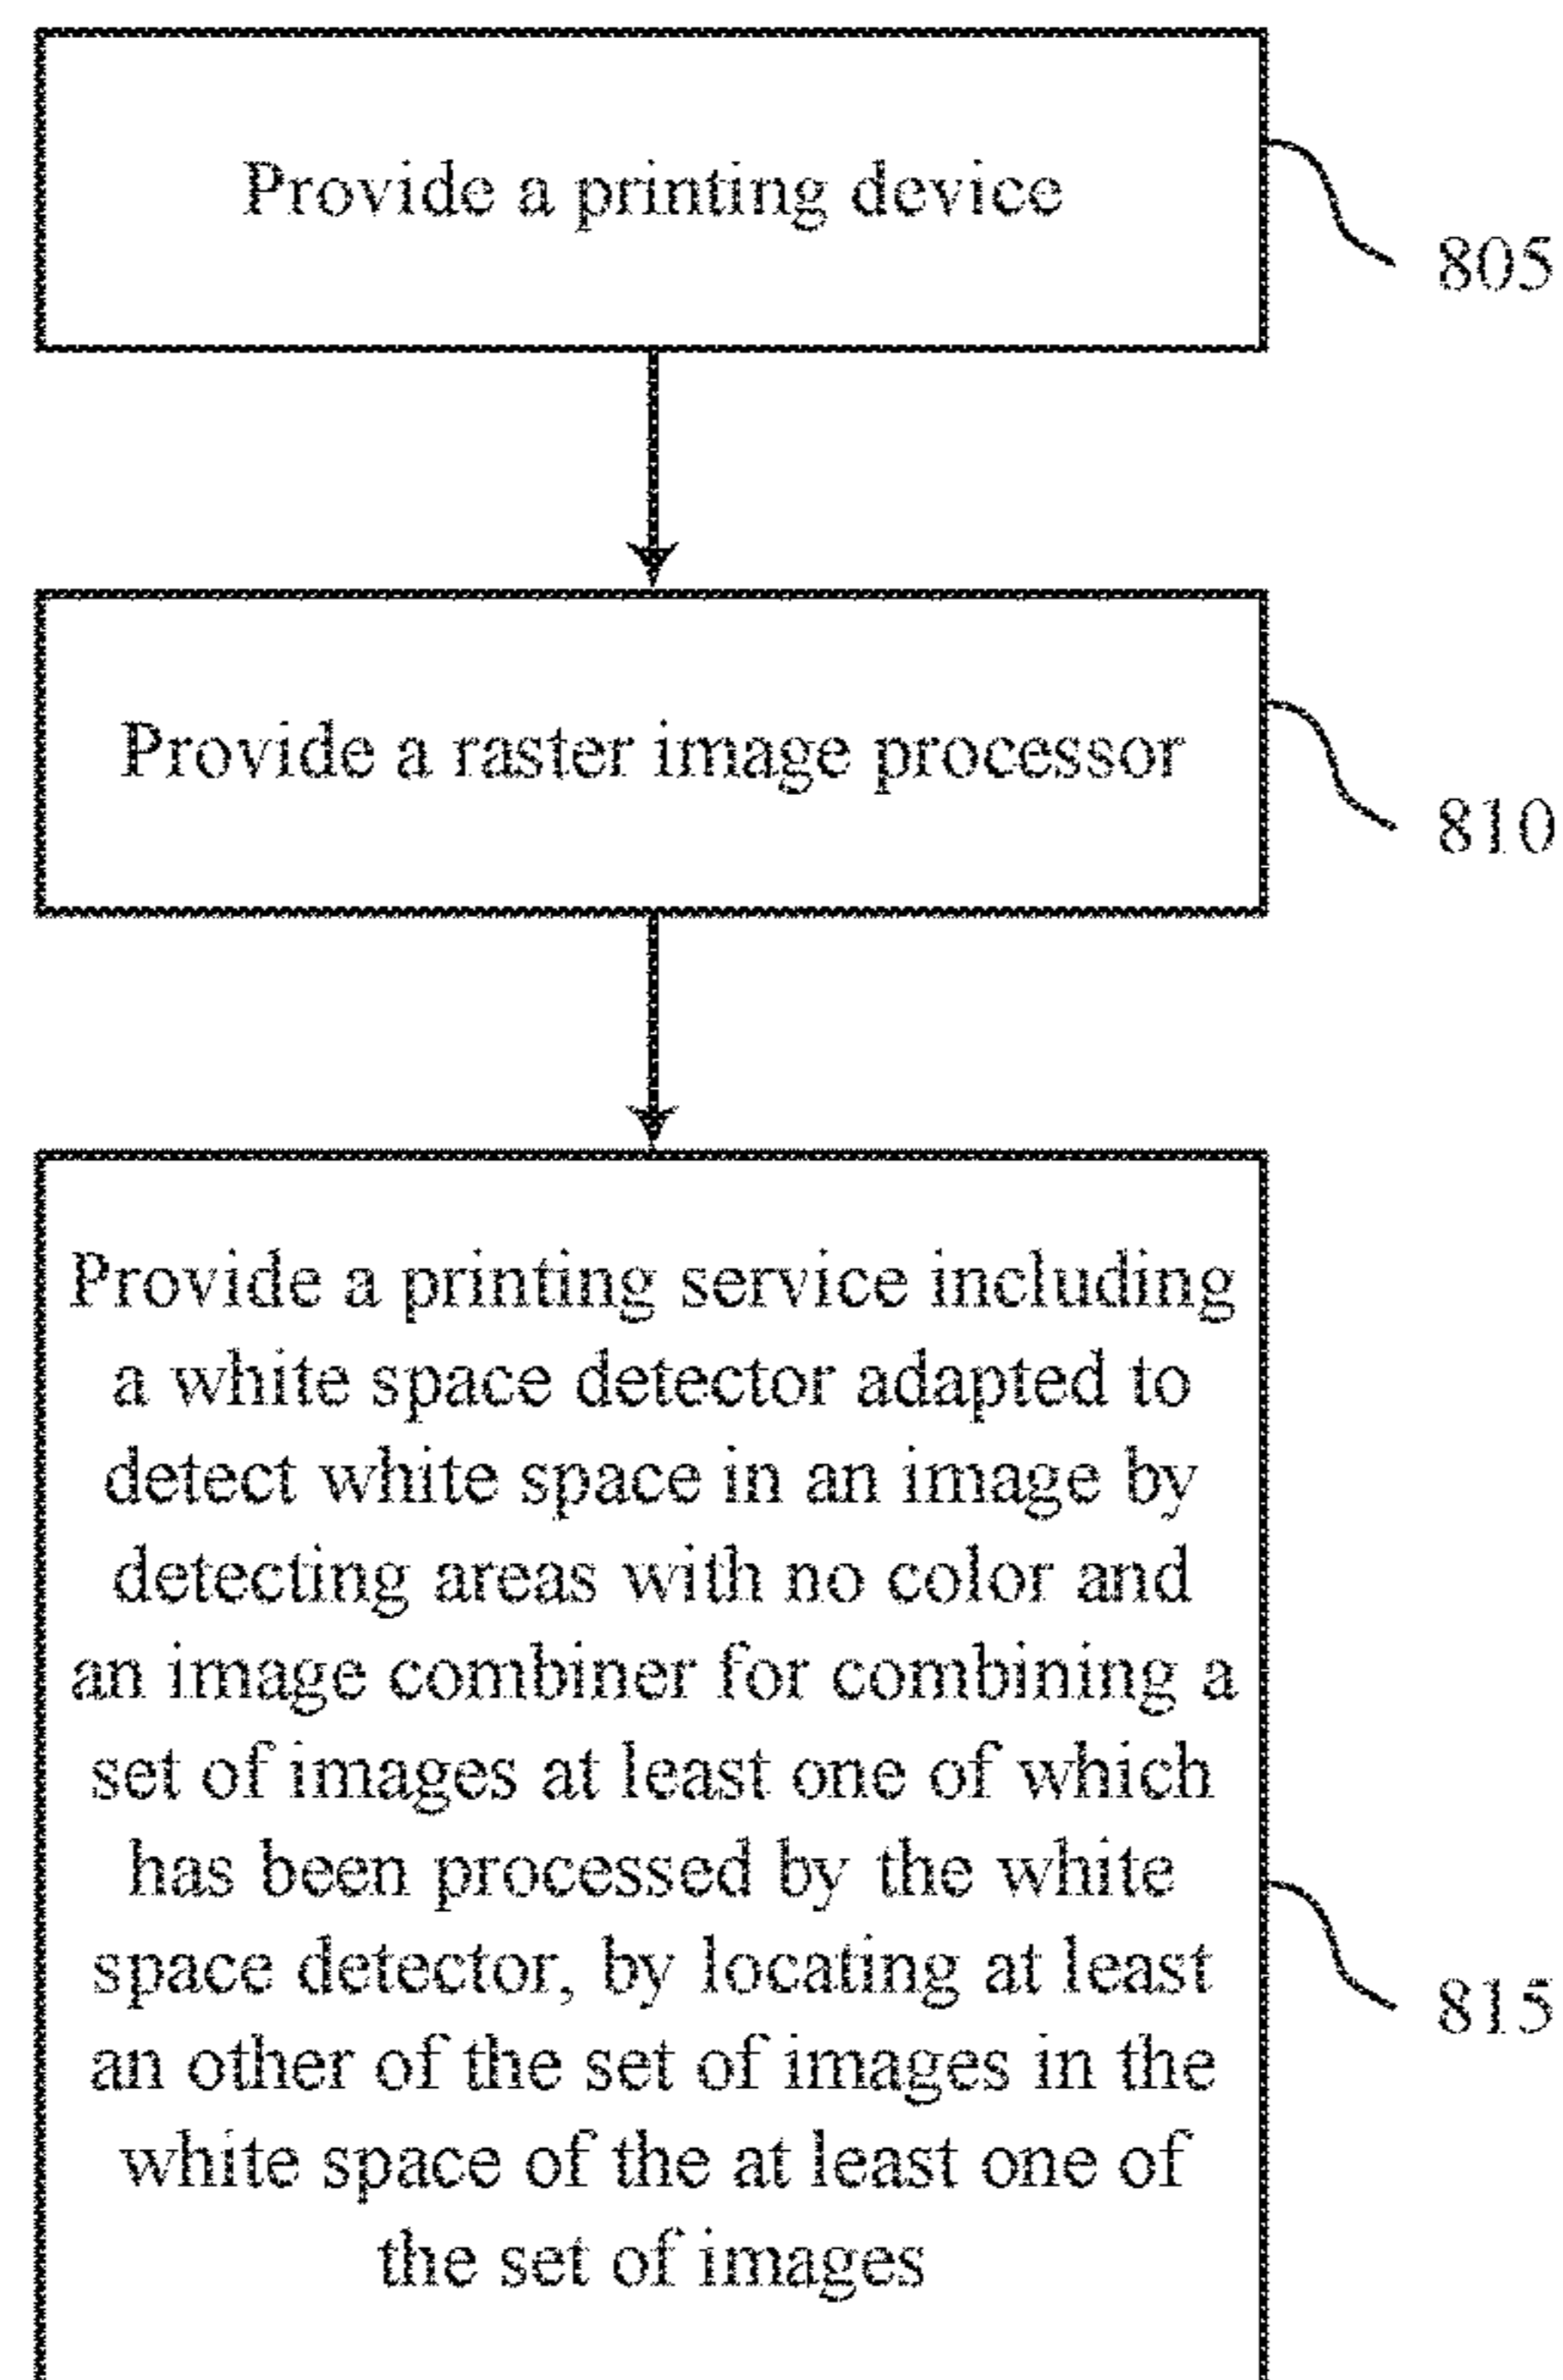 Provide a printing device
805
Provide a raster image processor
810
Provide a printing service including
a white space detector adapted to
detect white space in an image by
detecting areas with no color and
an image combiner for combining a
set of images at least one of which
has been processed by the white
space detector, by locating at least
815
an other of the set of images in the
white space of the at least one of
the set of images